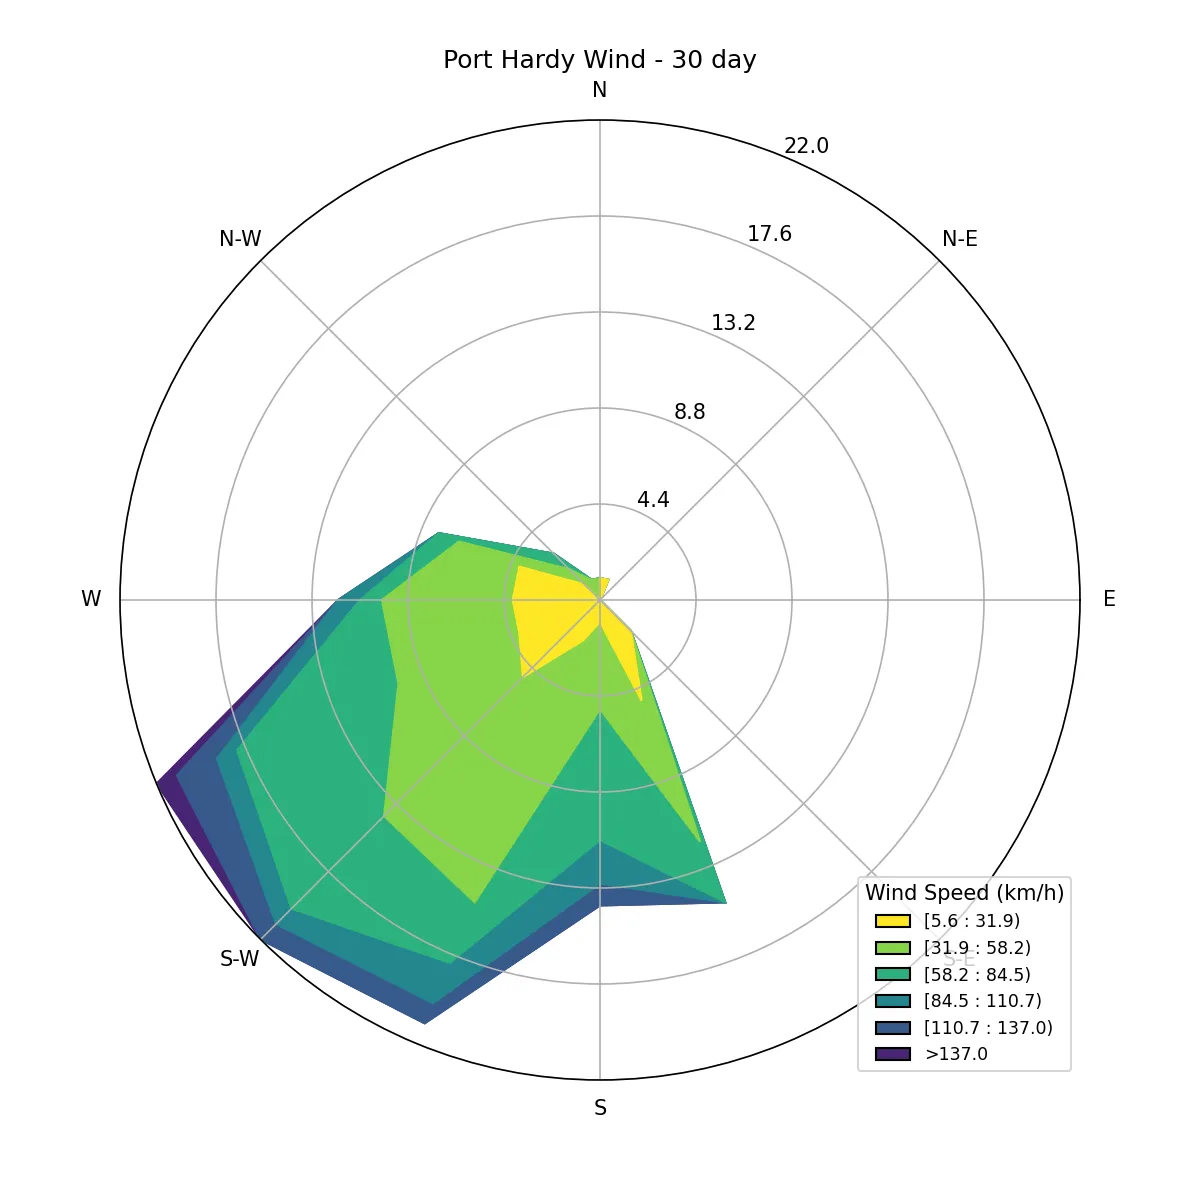 Port Hardy Wind - 30 day
N
22.0
N-W
17.6
N-E
13.2
8.8
4.4
W
E
S-W
S-E
Wind Speed (km/h)
[5.6 : 31.9)
[31.9 : 58.2)
[58.2 : 84.5)
[84.5 : 110.7)
[110.7 : 137.0)
>137.0
S